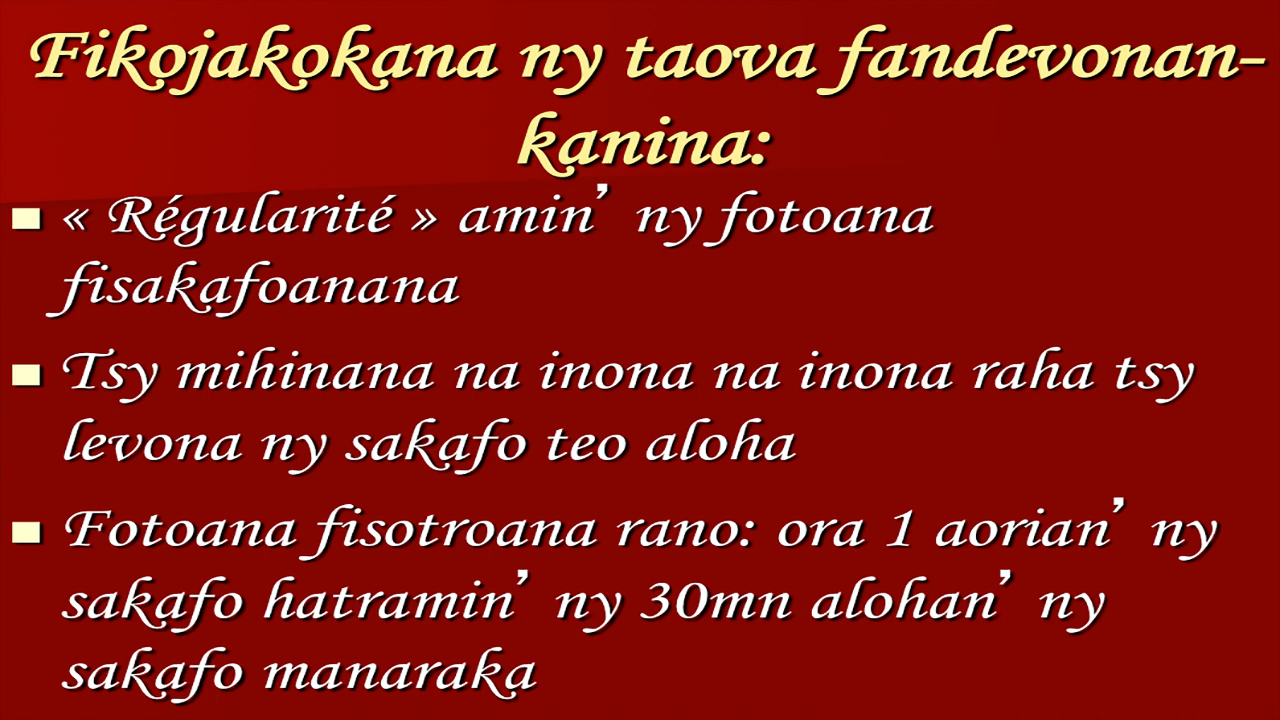 Fikojakokana ny taova fandevonan-
kanina:
« Régularité » amin’ ny fotoana
fisakafoanana
Tsy mihinana na inona na inona raha tsy
levona ny sakafo teo aloha
Fotoana fisotroana rano: ora 1 aorian’ ny
sakafo hatramin’ ny 30mn alohan’ ny
sakafo manaraka